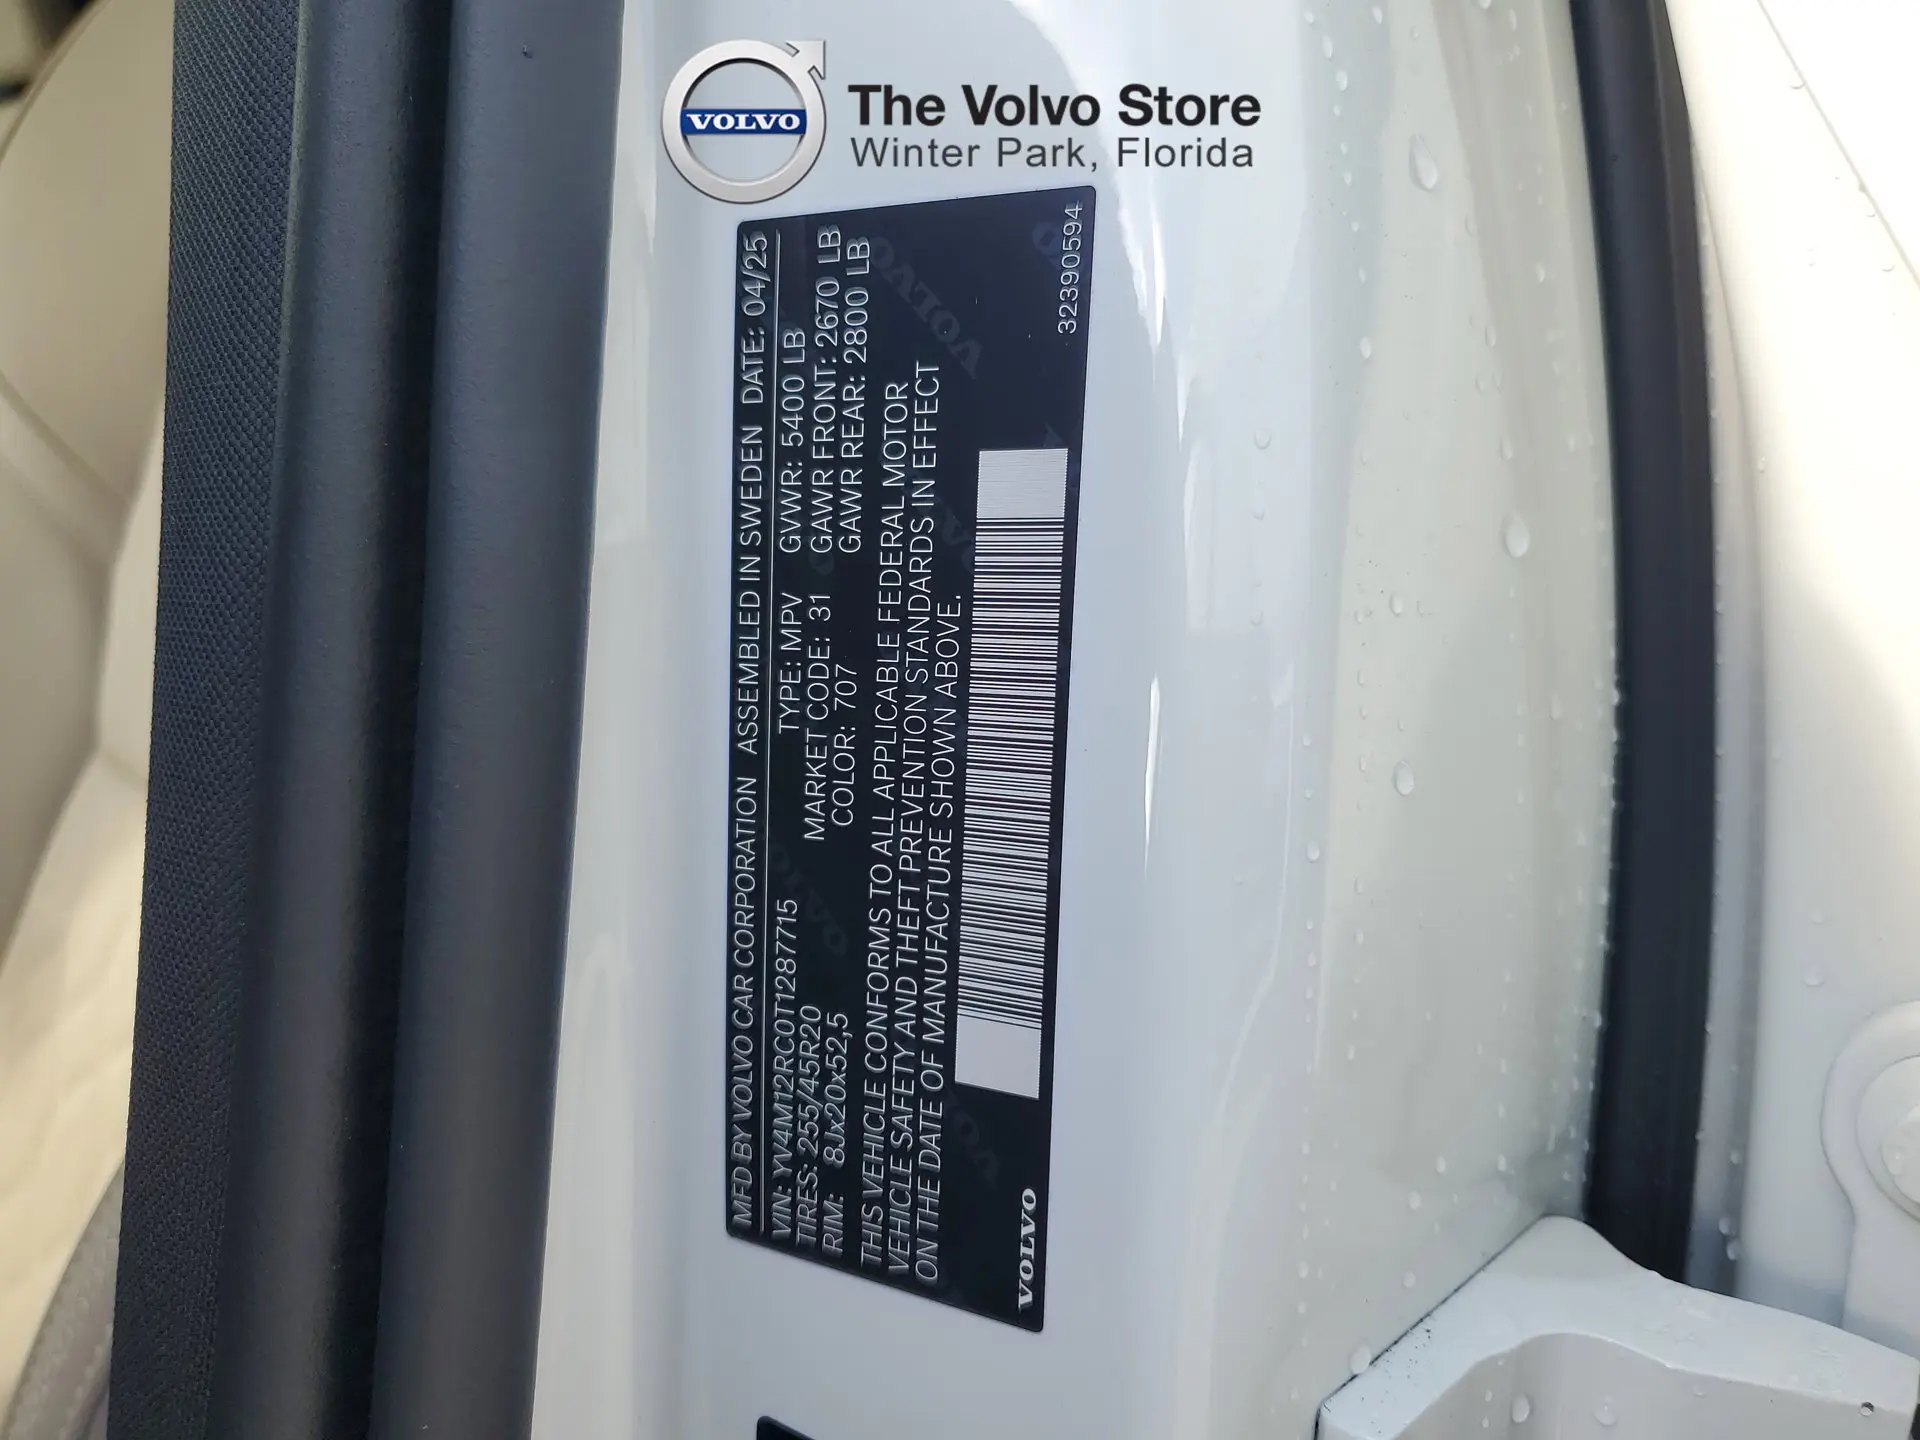 VOLVO
The Volvo Store
Winter Park, Florida
MFD BY VOLVO CAR CORPORATION ASSEMBLED IN SWEDEN DATE: 04/25
VIN: YV4M12RC0T1287715 TYPE: MPV GVWR: 5400 LB
TIRES: 255/45R20 MARKET CODE: 31 GAWR FRONT: 2670 LB
RIM: 8Jx20x52,5 COLOR: 707 GAWR REAR: 2800 LB
THIS VEHICLE CONFORMS TO ALL APPLICABLE FEDERAL MOTOR
VEHICLE SAFETY AND THEFT PREVENTION STANDARDS IN EFFECT
ON THE DATE OF MANUFACTURE SHOWN ABOVE.
VOLVO
32390594